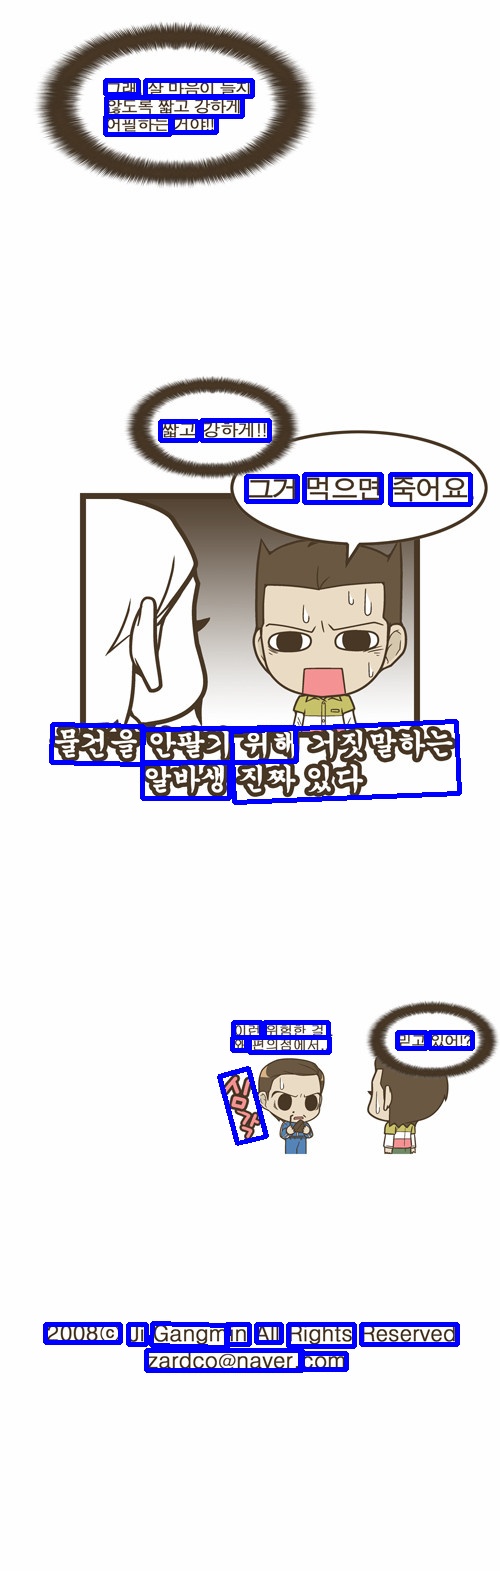 그래 살 마음이 들지
않도록 짧고 강하게
어필하는 거야!!
짧고 강하게!!
그거 먹으면 죽어요
물건을 안팔기 위해 거짓말하는
알바생 진짜 있다
이런 위험한 걸
왜 편의점에서..
믿고 있어!?
심각
2008ⓒ Ji Gangmin All Rights Reserved
zardco@naver.com